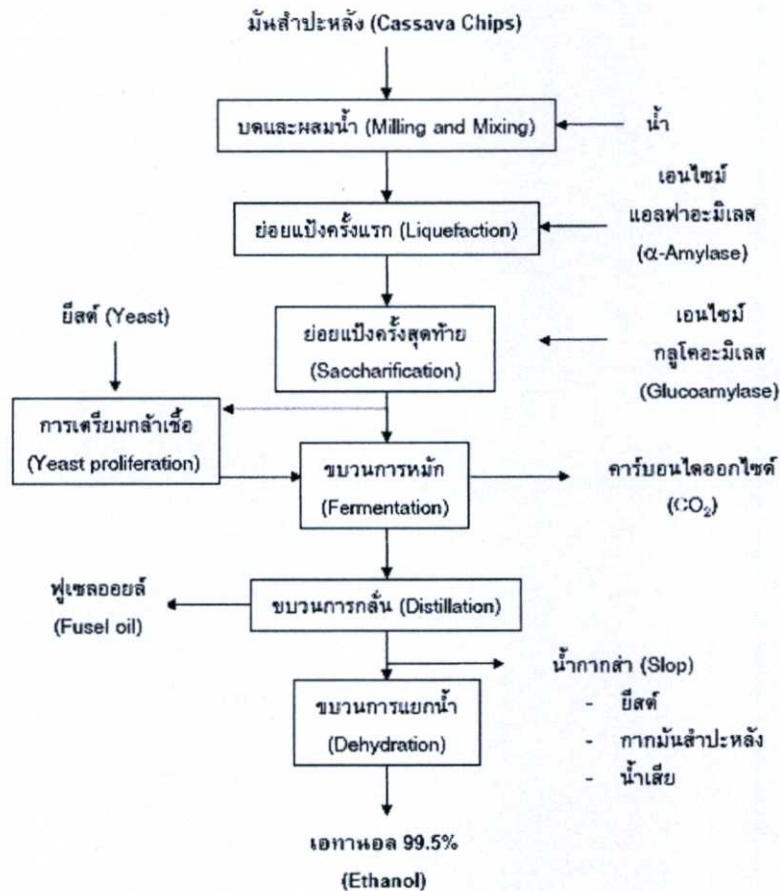 มันสำปะหลัง (Cassava Chips)
บดและผสมน้ำ (Milling and Mixing)
น้ำ
ย่อยแป้งครั้งแรก (Liquefaction)
เอนไซม์
แอลฟาอะมิเลส
(α-Amylase)
ยีสต์ (Yeast)
ย่อยแป้งครั้งสุดท้าย
(Saccharification)
เอนไซม์
กลูโคอะมิเลส
(Glucoamylase)
การเตรียมกล้าเชื้อ
(Yeast proliferation)
ขบวนการหมัก
(Fermentation)
คาร์บอนไดออกไซด์
(CO₂)
ฟูเซลออยล์
(Fusel oil)
ขบวนการกลั่น (Distillation)
น้ำกากส่า (Slop)
- ยีสต์
- กากมันสำปะหลัง
- น้ำเสีย
ขบวนการแยกน้ำ
(Dehydration)
เอทานอล 99.5%
(Ethanol)